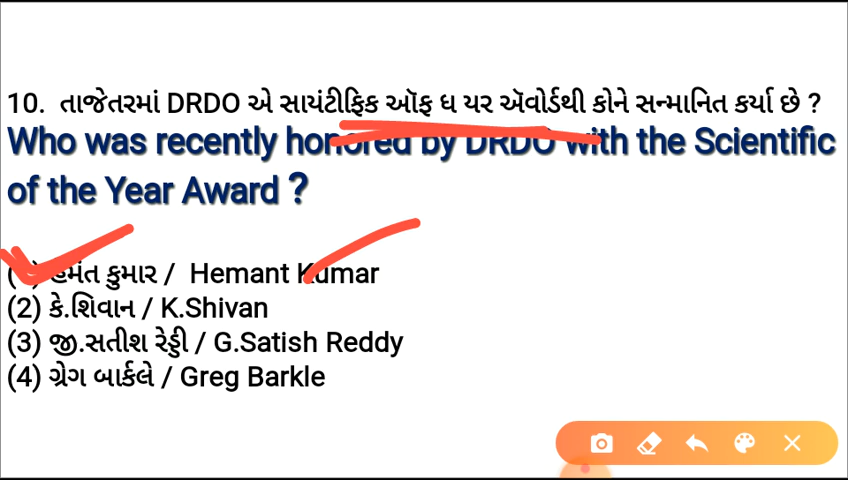 10. તાજેતરમાં DRDO એ સાયંટીફિક ઑફ ધ યર ઍવોર્ડથી કોને સન્માનિત કર્યા છે ?
Who was recently honored by DRDO with the Scientific
of the Year Award ?
(1) હેમંત કુમાર / Hemant Kumar
(2) કે.શિવાન / K.Shivan
(3) જી.સતીશ રેડ્ડી / G.Satish Reddy
(4) ગ્રેગ બાર્કલે / Greg Barkle